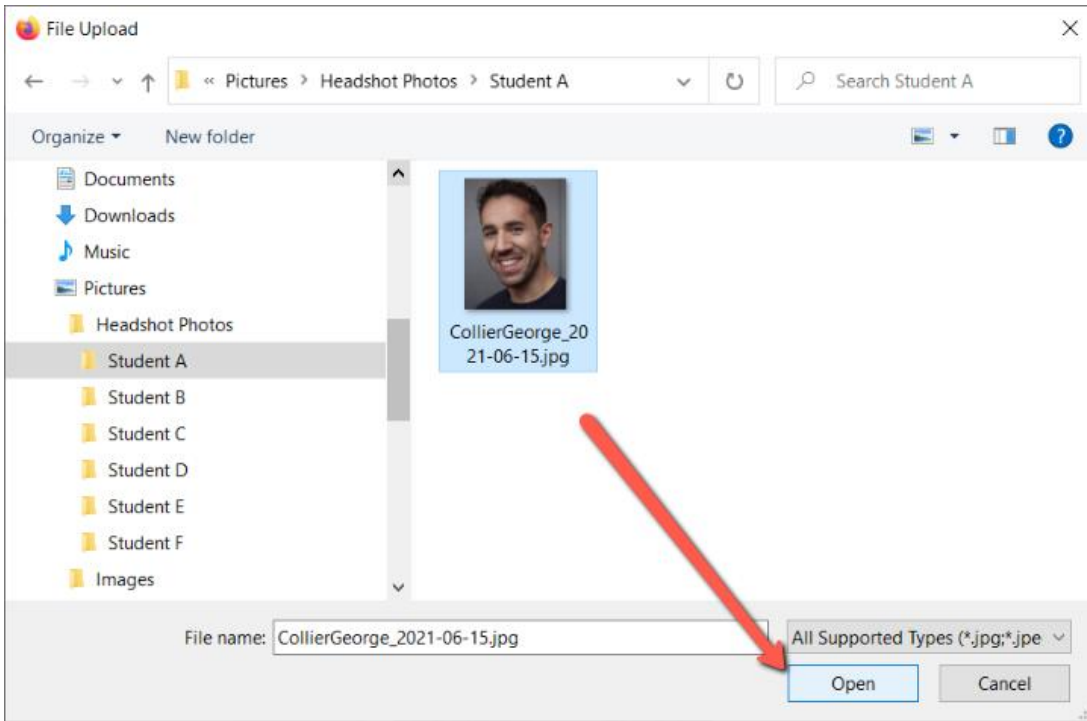 File Upload
« Pictures > Headshot Photos > Student A
Search Student A
Organize
New folder
?
Documents
Downloads
Music
Pictures
Headshot Photos
Student A
Student B
Student C
Student D
Student E
Student F
Images
CollierGeorge_20
21-06-15.jpg
File name: CollierGeorge_2021-06-15.jpg
All Supported Types (*.jpg;*.jpe
Open
Cancel